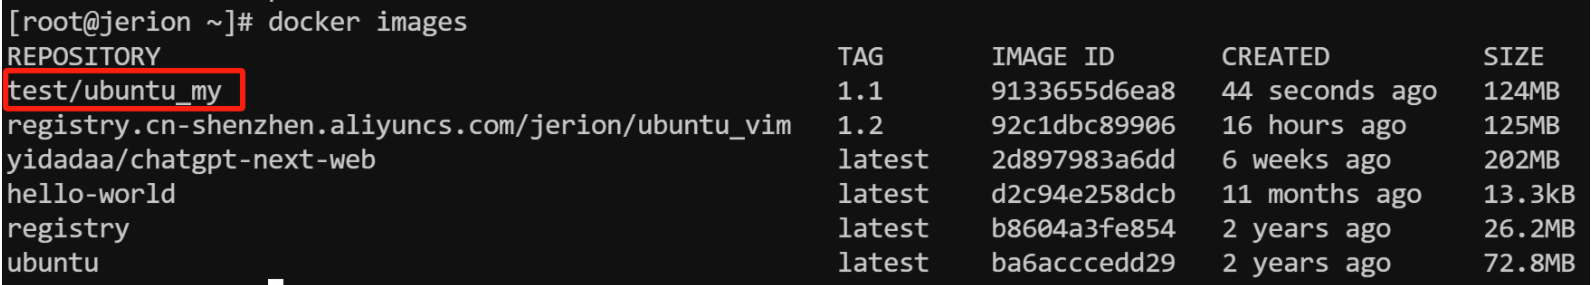 [root@jerion ~]# docker images
REPOSITORY TAG IMAGE ID CREATED SIZE
test/ubuntu_my 1.1 9133655d6ea8 44 seconds ago 124MB
registry.cn-shenzhen.aliyuncs.com/jerion/ubuntu_vim 1.2 92c1dbc89906 16 hours ago 125MB
yidadaa/chatgpt-next-web latest 2d897983a6dd 6 weeks ago 202MB
hello-world latest d2c94e258dcb 11 months ago 13.3kB
registry latest b8604a3fe854 2 years ago 26.2MB
ubuntu latest ba6acccedd29 2 years ago 72.8MB